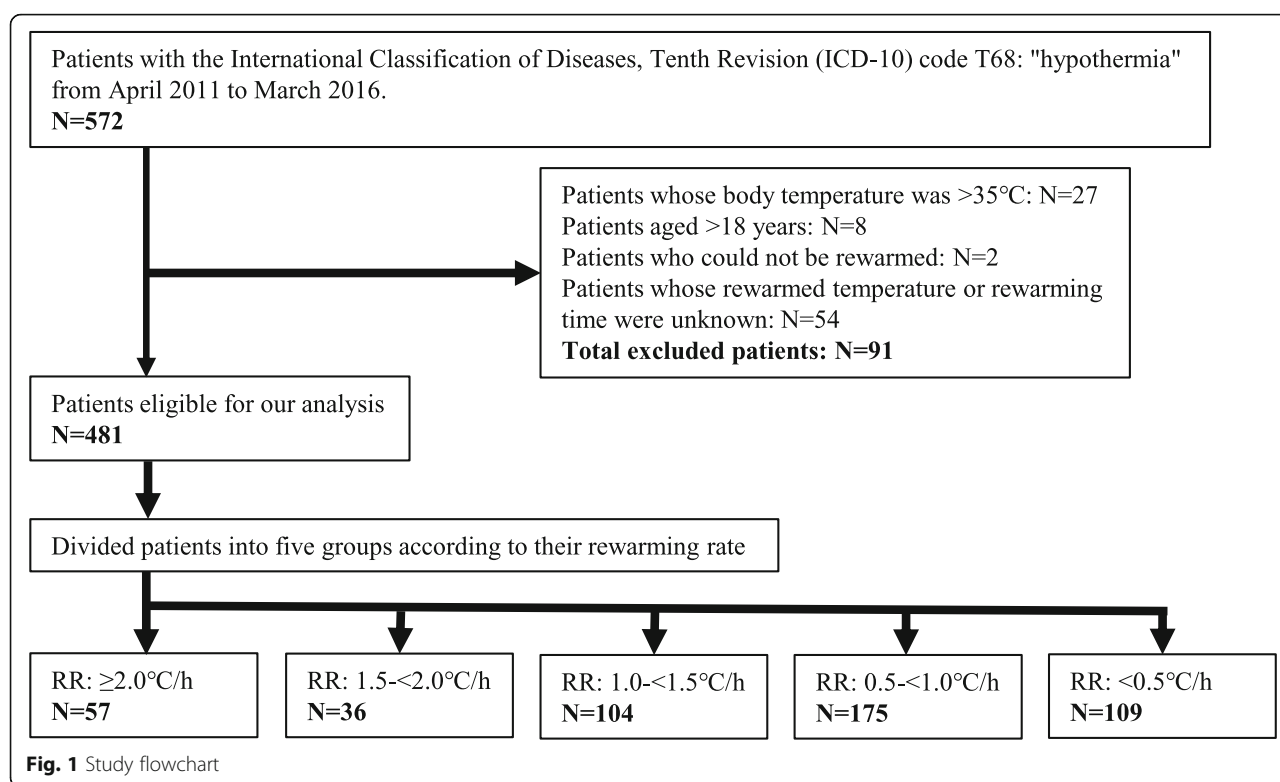 Patients with the International Classification of Diseases, Tenth Revision (ICD-10) code T68: "hypothermia"
from April 2011 to March 2016.
N=572
Patients whose body temperature was >35℃: N=27
Patients aged >18 years: N=8
Patients who could not be rewarmed: N=2
Patients whose rewarmed temperature or rewarming
time were unknown: N=54
Total excluded patients: N=91
Patients eligible for our analysis
N=481
Divided patients into five groups according to their rewarming rate
RR: ≥2.0℃/h
N=57
RR: 1.5-<2.0℃/h
N=36
RR: 1.0-<1.5℃/h
N=104
RR: 0.5-<1.0℃/h
N=175
RR: <0.5℃/h
N=109
Fig. 1 Study flowchart